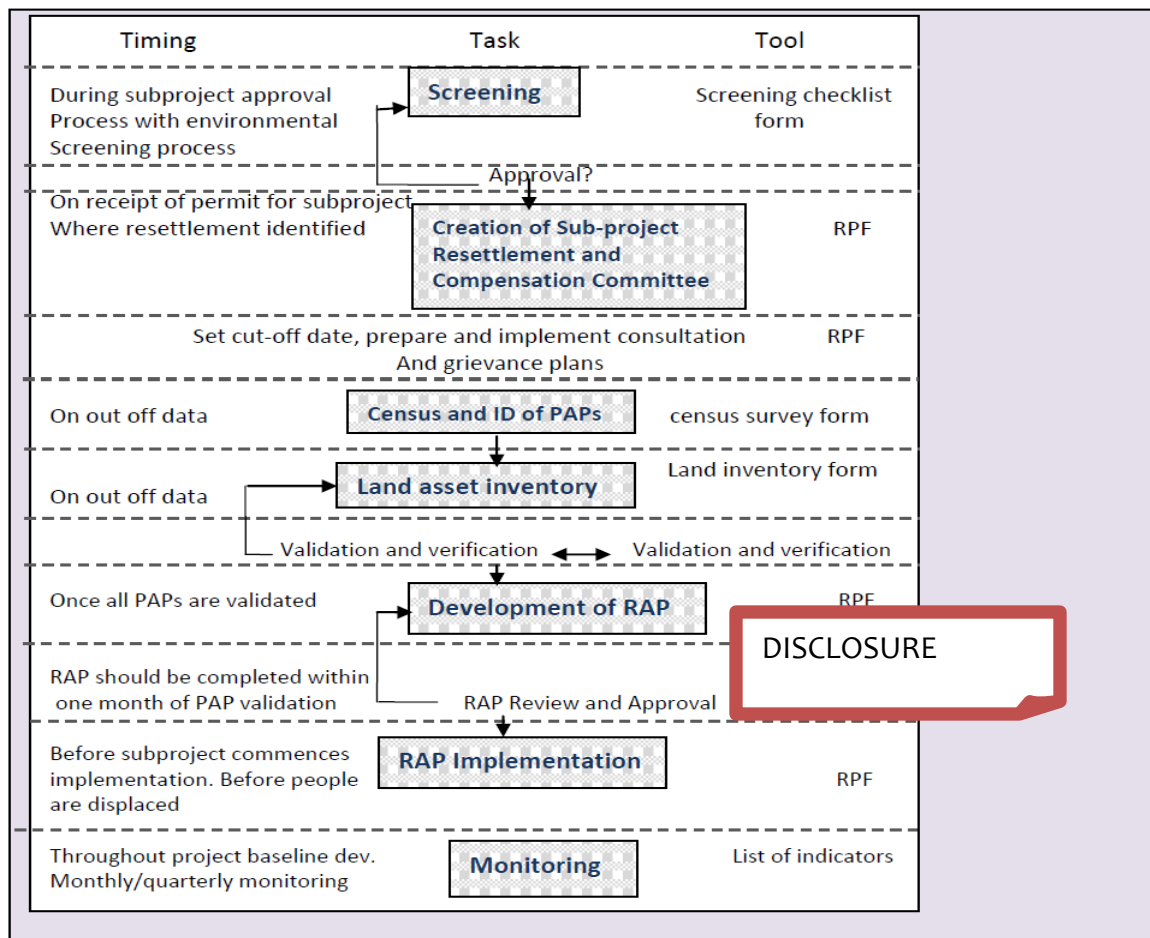 Timing Task Tool
During subproject approval
Process with environmental
Screening process
Screening
Screening checklist
form
Approval?
On receipt of permit for subproject
Where resettlement identified
Creation of Sub-project
Resettlement and
Compensation Committee
RPF
Set cut-off date, prepare and implement consultation RPF
And grievance plans
On out off data Census and ID of PAPs census survey form
On out off data Land asset inventory Land inventory form
Validation and verification Validation and verification
Once all PAPs are validated Development of RAP RPF
DISCLOSURE
RAP should be completed within
one month of PAP validation RAP Review and Approval
Before subproject commences
implementation. Before people
are displaced
RAP Implementation
RPF
Throughout project baseline dev.
Monthly/quarterly monitoring
Monitoring
List of indicators